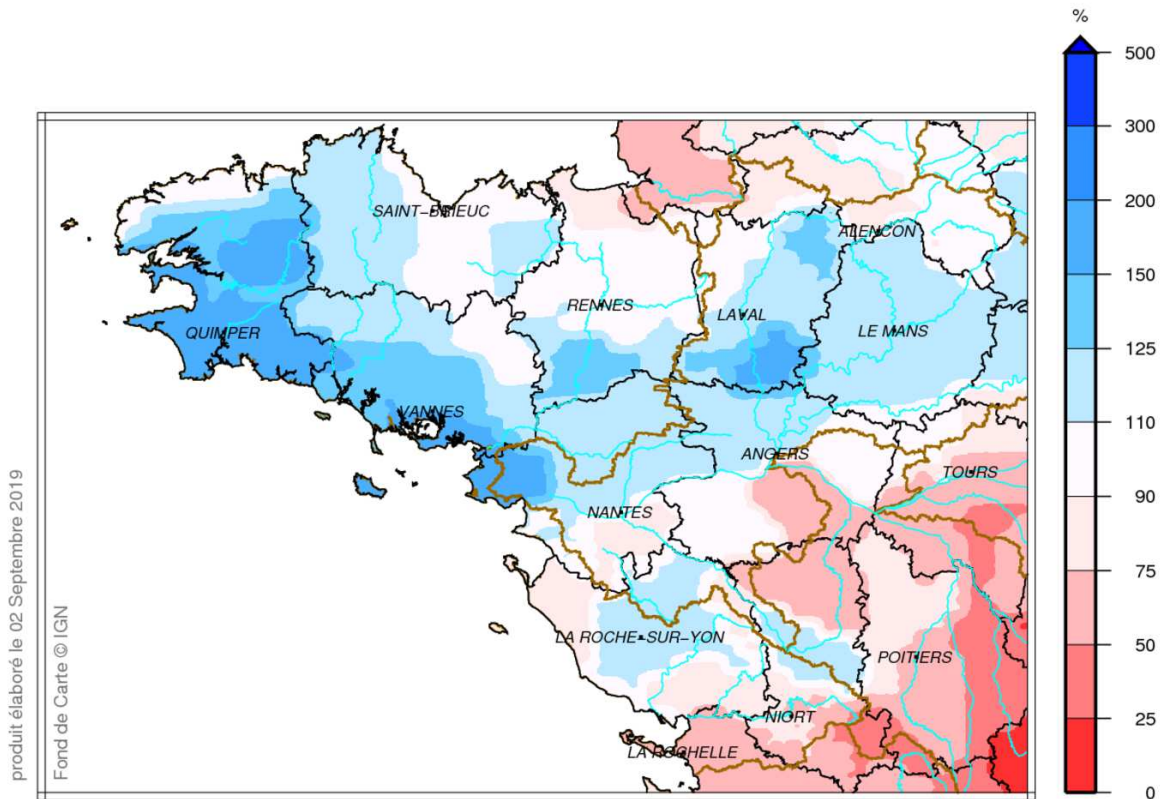 %
500
300
200
150
125
110
90
75
50
25
0
SAINT-BRIEUC
ALENCON
RENNES
LAVAL
QUIMPER
LE MANS
VANNES
ANGERS
TOURS
NANTES
LA ROCHE-SUR-YON
POITIERS
NIORT
LA ROCHELLE
produit élaboré le 02 Septembre 2019
Fond de Carte © IGN